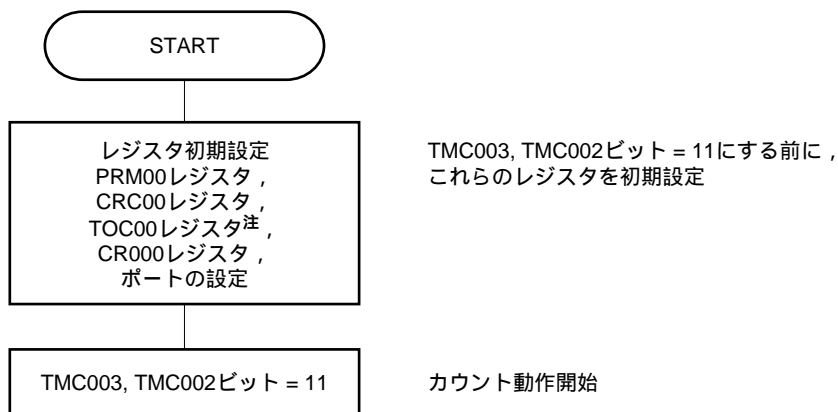 START
レジスタ初期設定
PRM00レジスタ，
CRC00レジスタ，
TOC00レジスタ注，
CR000レジスタ，
ポートの設定
TMC003, TMC002ビット = 11にする前に，
これらのレジスタを初期設定
TMC003, TMC002ビット = 11
カウント動作開始